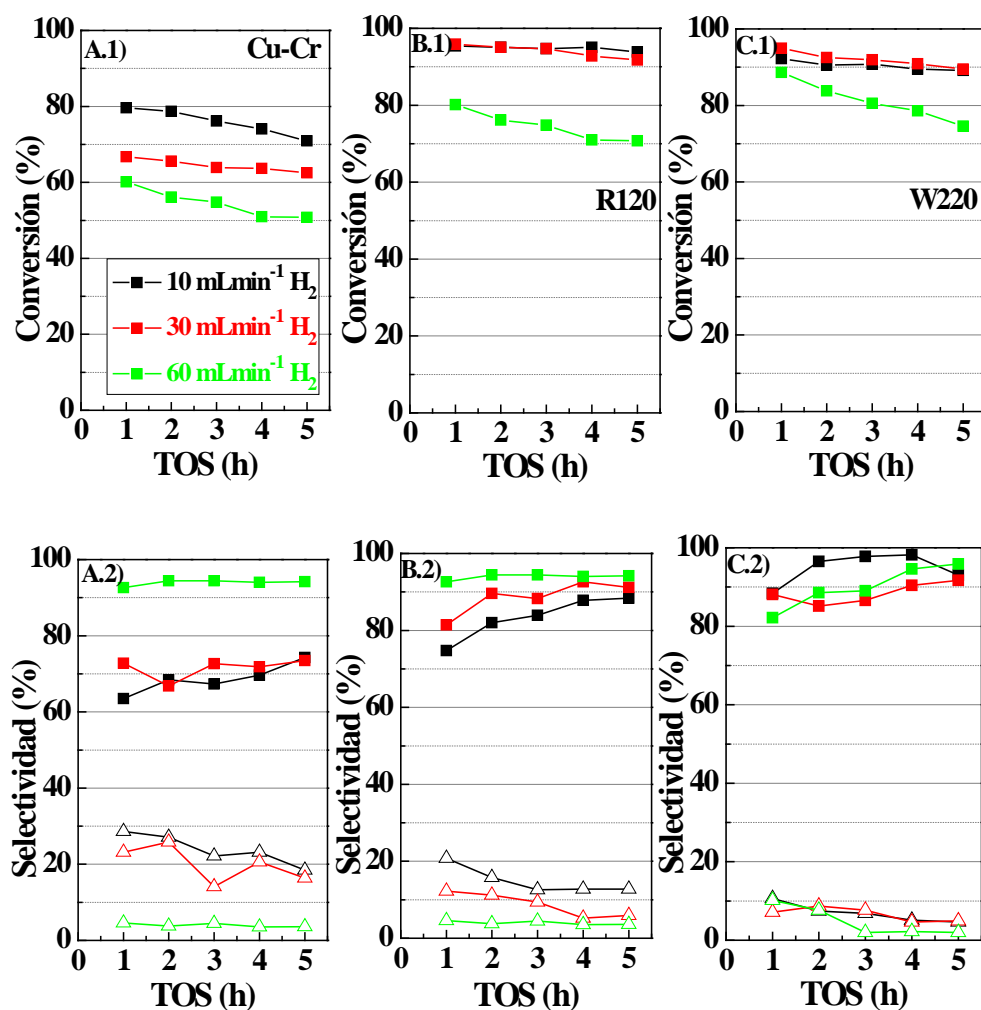 A.1)
Cu-Cr
Conversión (%)
100
80
60
40
20
0
10 mLmin⁻¹ H₂
30 mLmin⁻¹ H₂
60 mLmin⁻¹ H₂
0 1 2 3 4 5
TOS (h)
B.1)
R120
Conversión (%)
100
80
60
40
20
0
0 1 2 3 4 5
TOS (h)
C.1)
W220
Conversión (%)
100
80
60
40
20
0
0 1 2 3 4 5
TOS (h)
A.2)
Selectividad (%)
100
80
60
40
20
0
0 1 2 3 4 5
TOS (h)
B.2)
Selectividad (%)
100
80
60
40
20
0
0 1 2 3 4 5
TOS (h)
C.2)
Selectividad (%)
100
80
60
40
20
0
0 1 2 3 4 5
TOS (h)